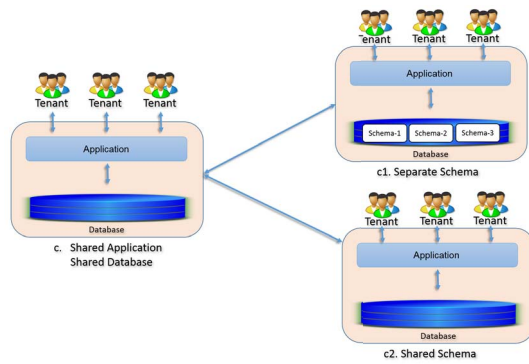 Tenant Tenant Tenant
Application
Database
c. Shared Application
Shared Database
Tenant Tenant Tenant
Application
Schema-1 Schema-2 Schema-3
Database
c1. Separate Schema
Tenant Tenant Tenant
Application
Database
c2. Shared Schema